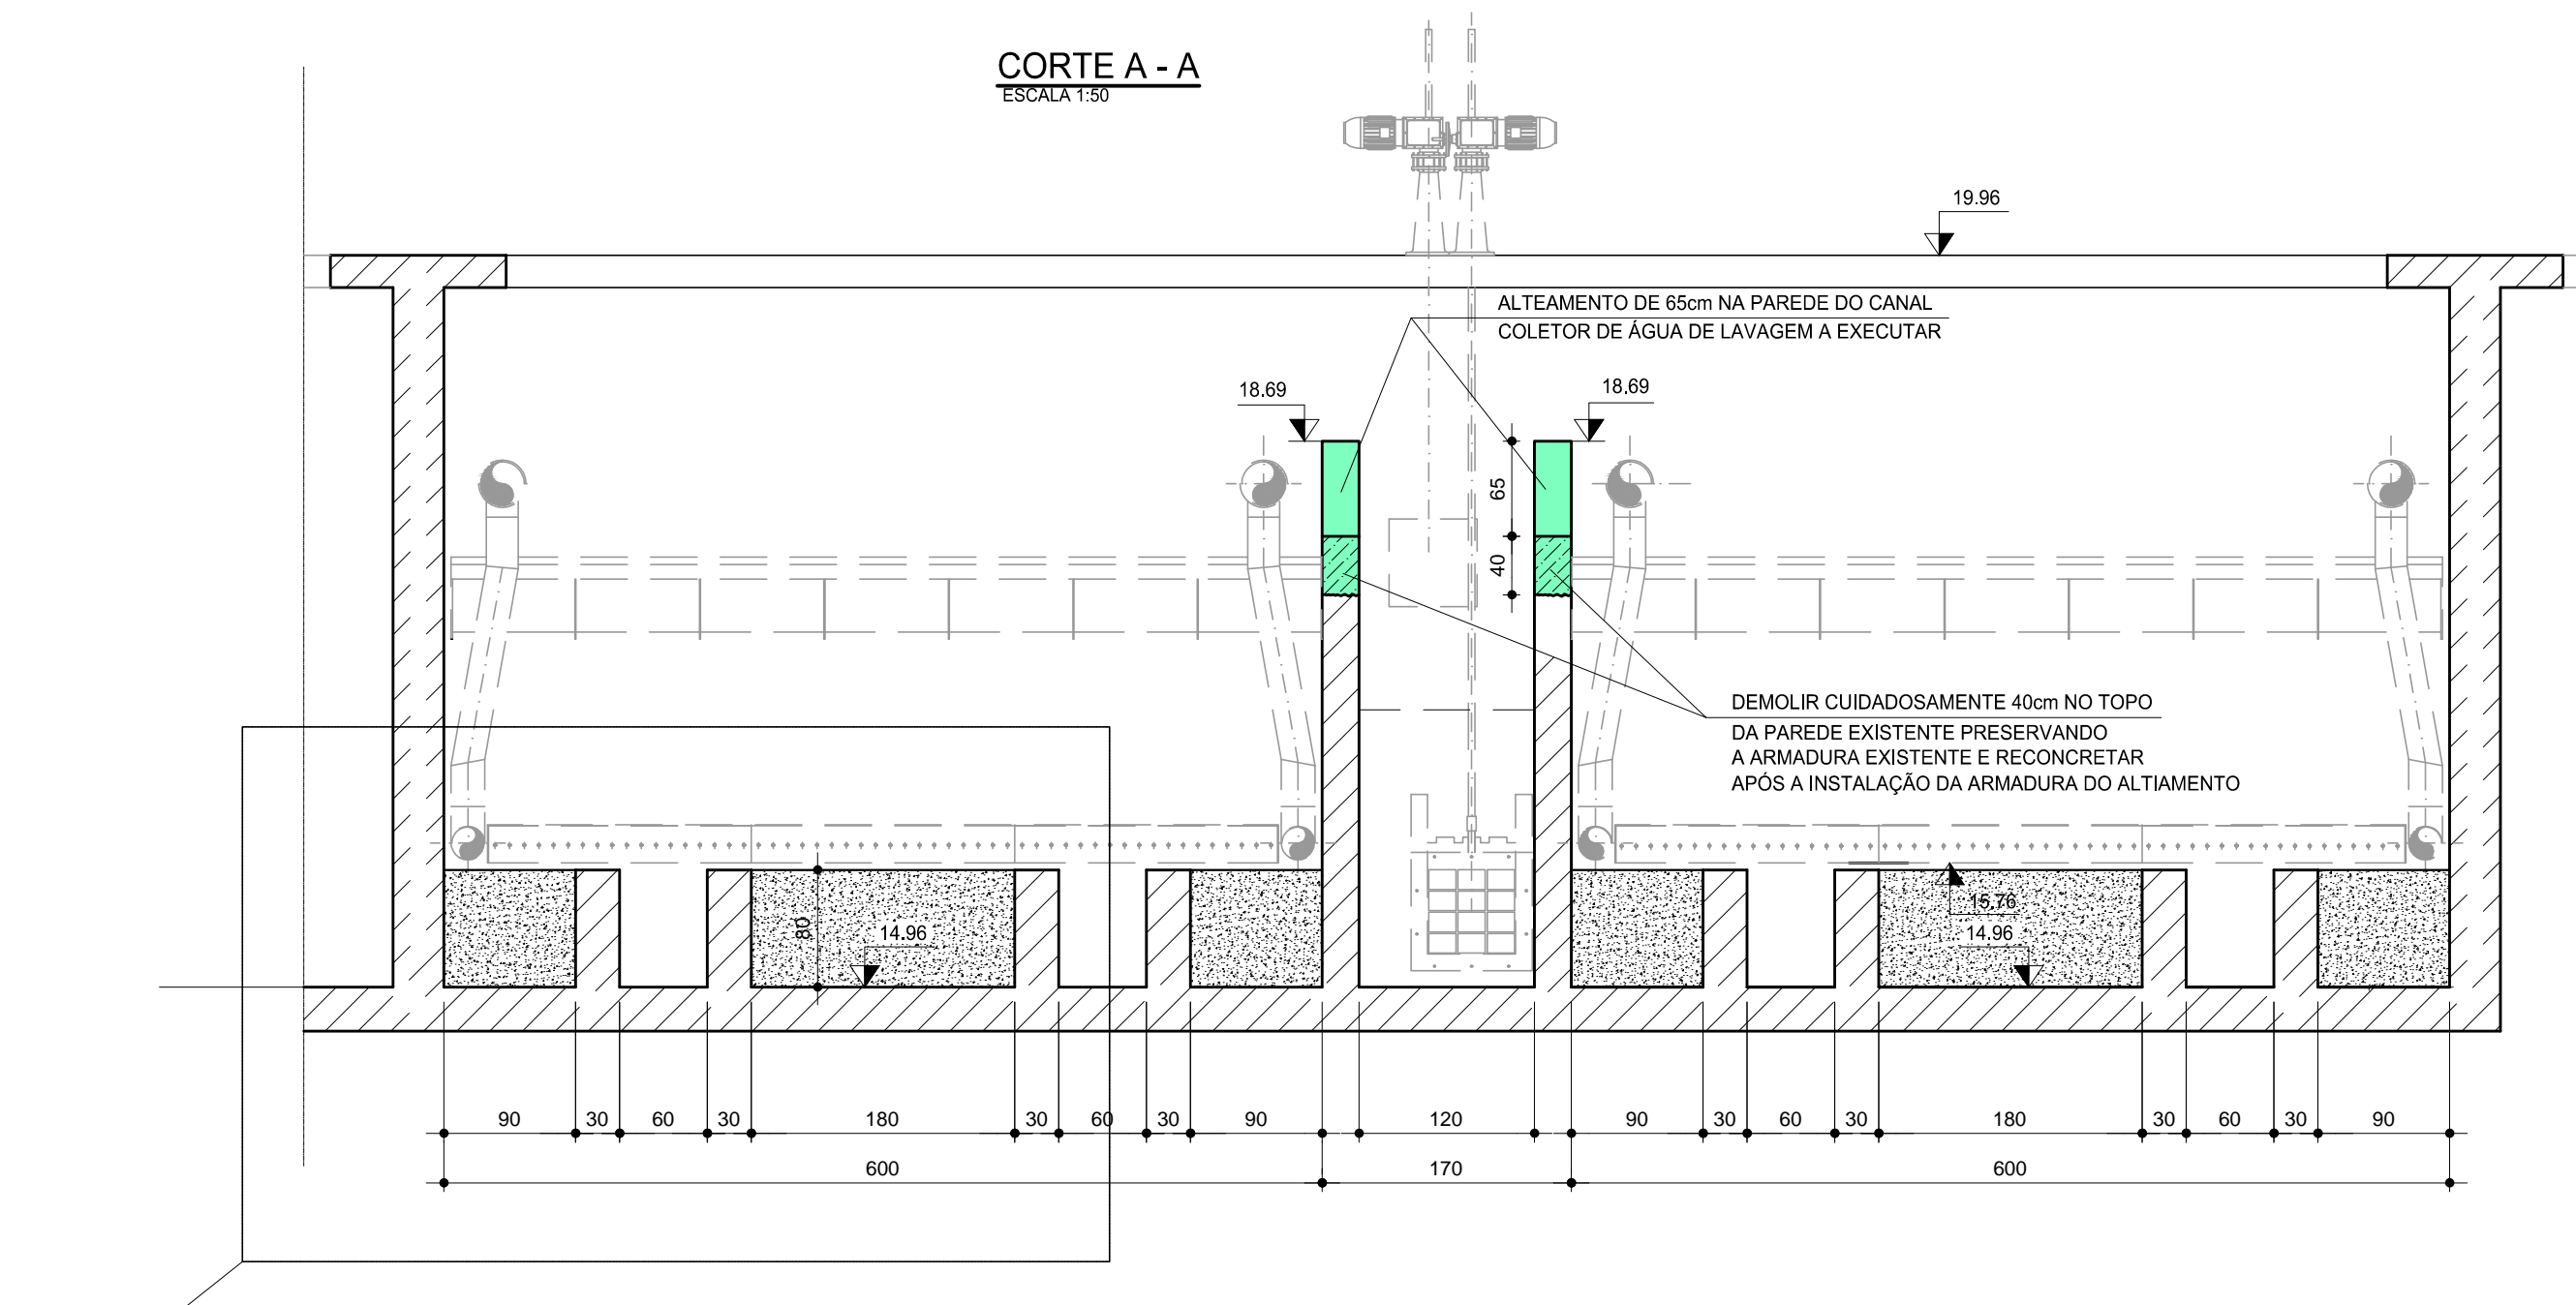 CORTE A - A
ESCALA 1:50
19.96
ALTEAMENTO DE 65cm NA PAREDE DO CANAL
COLETOR DE ÁGUA DE LAVAGEM A EXECUTAR
18.69
18.69
65
40
DEMOLIR CUIDADOSAMENTE 40cm NO TOPO
DA PAREDE EXISTENTE PRESERVANDO
A ARMADURA EXISTENTE E RECONCRETAR
APÓS A INSTALAÇÃO DA ARMADURA DO ALTIAMENTO
80
14.96
15.76
14.96
90 30 60 30 180 30 60 30 90 120 90 30 60 30 180 30 60 30 90
600 170 600